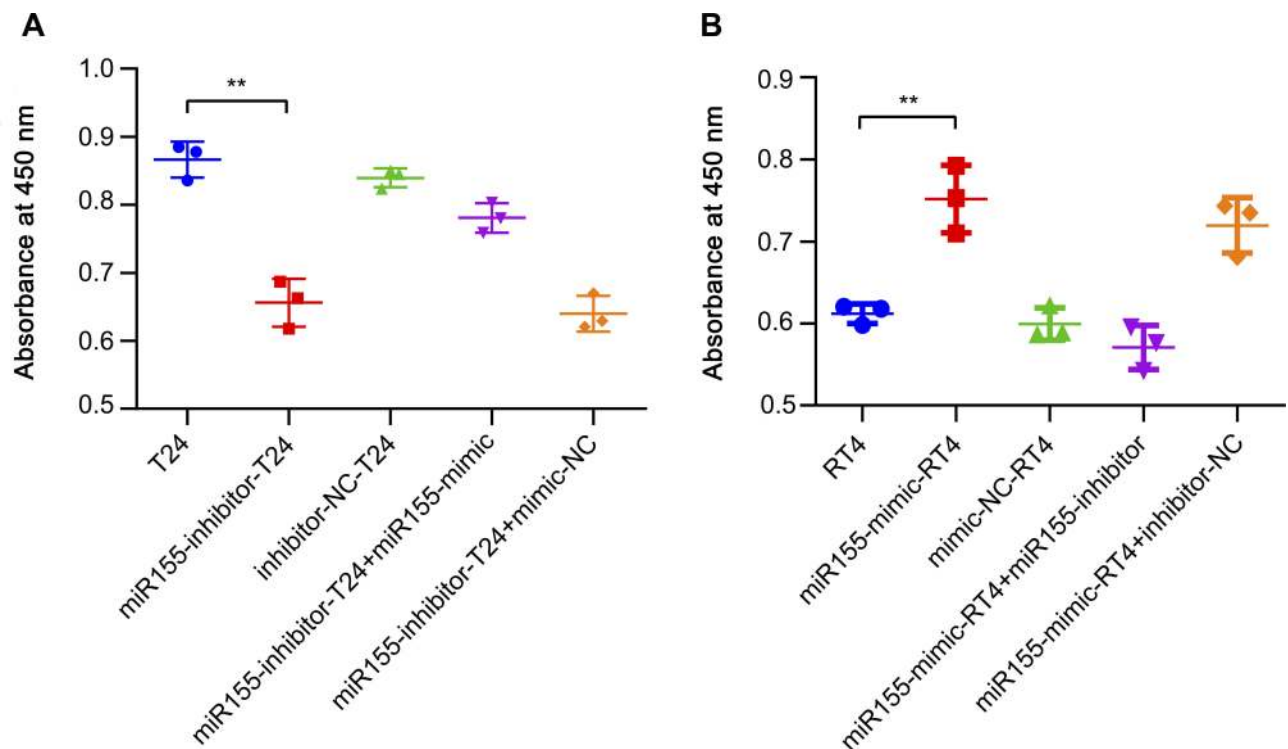 A
Absorbance at 450 nm
1.0
0.9
0.8
0.7
0.6
0.5
**
T24
miR155-inhibitor-T24
inhibitor-NC-T24
miR155-inhibitor-T24+miR155-mimic
miR155-inhibitor-T24+mimic-NC
B
Absorbance at 450 nm
0.9
0.8
0.7
0.6
0.5
**
RT4
miR155-mimic-RT4
mimic-NC-RT4
miR155-mimic-RT4+miR155-inhibitor
miR155-mimic-RT4+inhibitor-NC